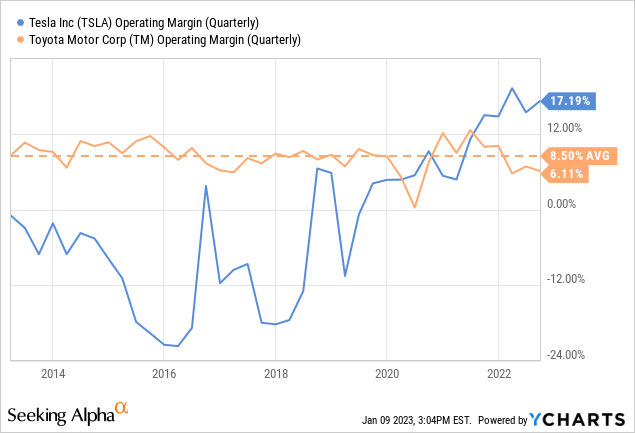 Tesla Inc (TSLA) Operating Margin (Quarterly)
Toyota Motor Corp (TM) Operating Margin (Quarterly)
17.19%
12.00%
8.50% AVG
6.11%
0.00%
-12.00%
-24.00%
2014 2016 2018 2020 2022
Seeking Alphaα
Jan 09 2023, 3:04PM EST. Powered by YCHARTS